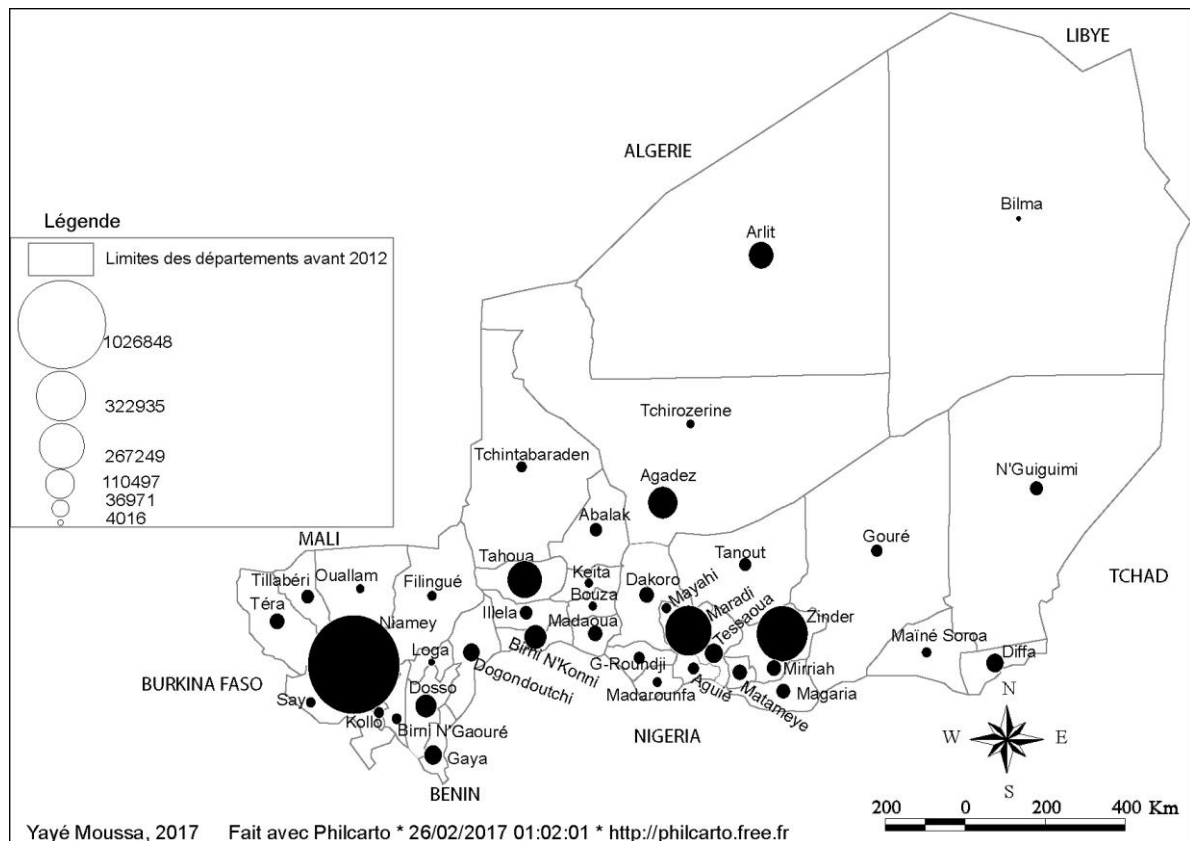 LIBYE
ALGERIE
Bilma
Légende
Arlit
Limites des départements avant 2012
1026848
322935
267249
110497
36971
4016
Tchirozerine
Tchintabaraden
N'Guiguimi
Agadez
Abalak
MALI
Gouré
Tahoua
Tanout
TCHAD
Keita
Tillabéri
Ouallam
Filingué
Dakoro
Mayahi
Téra
Bouza
Maradi
Illela
Madaoua
Tessaoua
Zinder
Niamey
Maïné Soroa
Loga
Birni N'Konni
G-Roundji
Mirriah
Diffa
BURKINA FASO
Dogondoutchi
Aguié
Dosso
Madarounfa
Matameye
Magaria
Say
N
Kollo
Birni N'Gaouré
NIGERIA
W
E
Gaya
S
BENIN
200 0 200 400 Km
Yayé Moussa, 2017 Fait avec Philcarto * 26/02/2017 01:02:01 * http://philcarto.free.fr